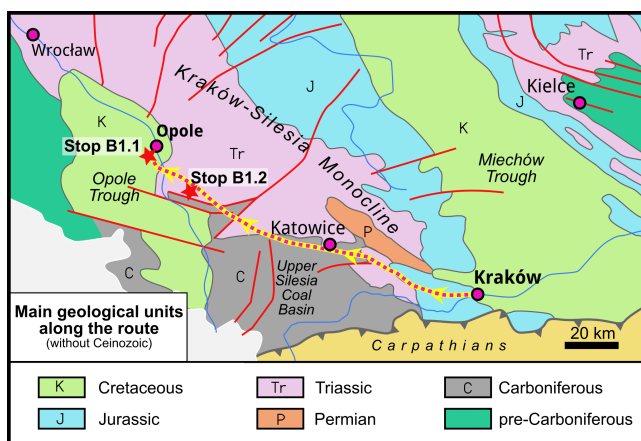 Wrocław
Tr
Kielce
J
J
Kraków-Silesia
Monocline
K
Opole
Stop B1.1
K
Tr
Miechów
Trough
Stop B1.2
Opole
Trough
Katowice
P
C
C
Upper
Silesia
Coal
Basin
Kraków
Main geological units
along the route
(without Ceinozoic)
20 km
Carpathians
K Cretaceous
Tr Triassic
C Carboniferous
J Jurassic
P Permian
pre-Carboniferous